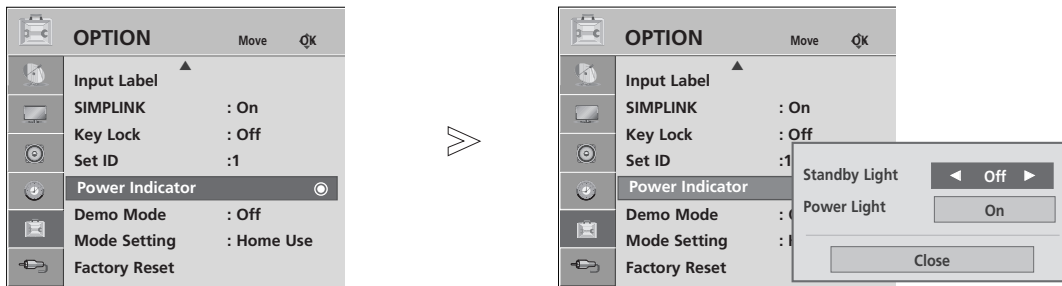 OPTION Move OK
Input Label
SIMPLINK : On
Key Lock : Off
Set ID :1
Power Indicator
Demo Mode : Off
Mode Setting : Home Use
Factory Reset
OPTION Move OK
Input Label
SIMPLINK : On
Key Lock : Off
Set ID :1
Power Indicator
Demo Mode :
Mode Setting :
Factory Reset
Standby Light ◄ Off ►
Power Light On
Close